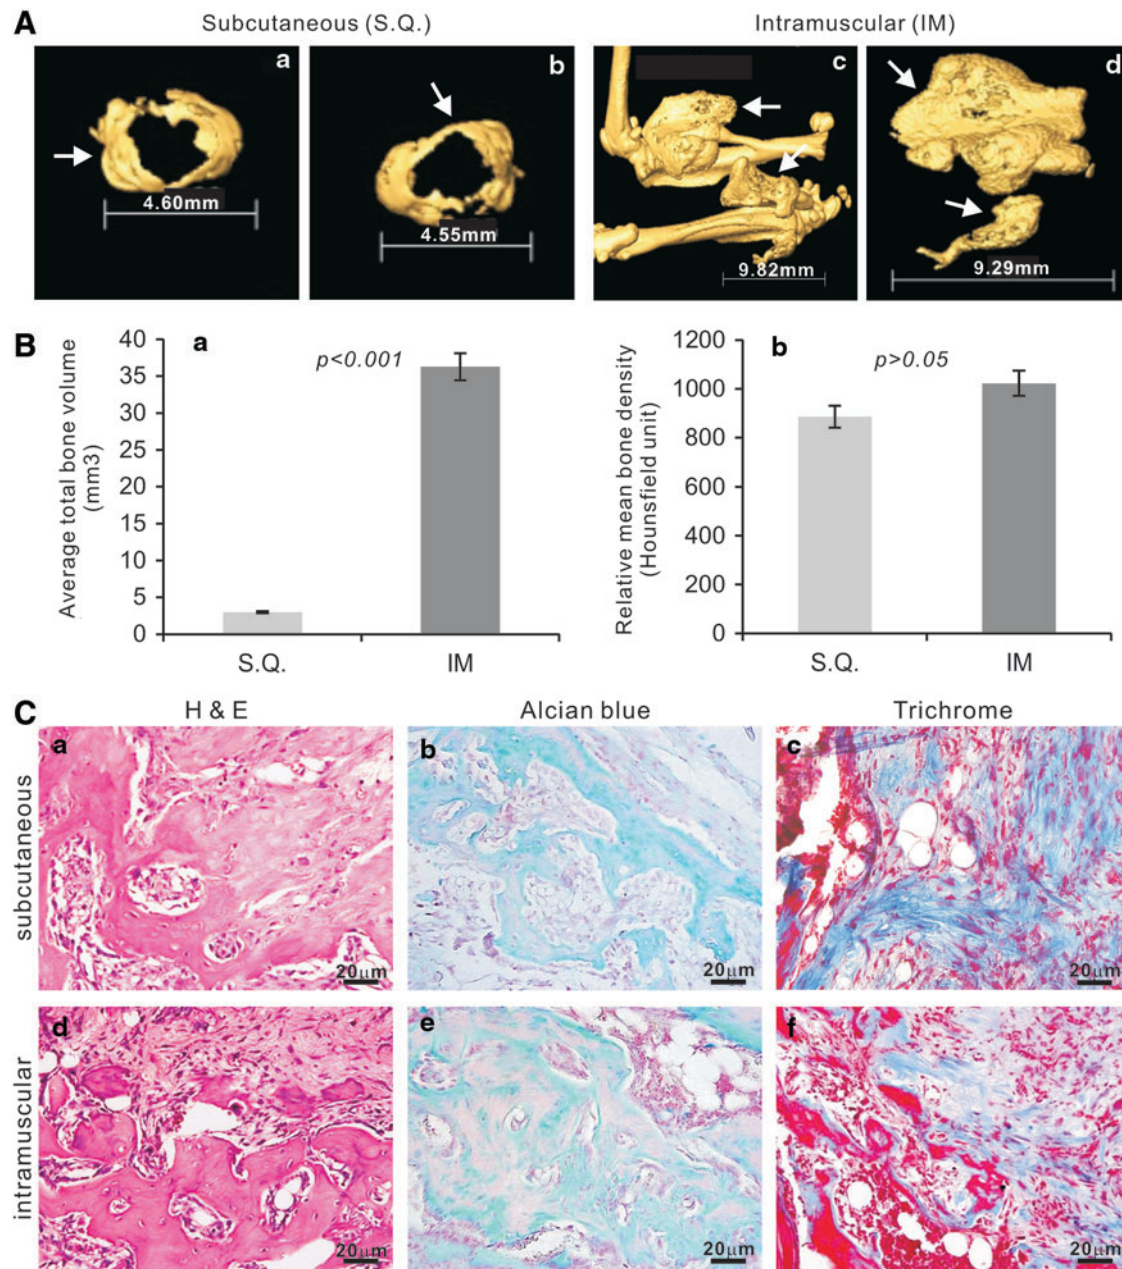 A
Subcutaneous (S.Q.)
Intramuscular (IM)
a
b
c
d
4.60mm
4.55mm
9.82mm
9.29mm
B
a
p<0.001
Average total bone volume
(mm3)
40
35
30
25
20
15
10
5
0
S.Q.
IM
b
p>0.05
Relative mean bone density
(Hounsfield unit)
1200
1000
800
600
400
200
0
S.Q.
IM
C
H & E
Alcian blue
Trichrome
subcutaneous
a
b
c
20μm
20μm
20μm
intramuscular
d
e
f
20μm
20μm
20μm